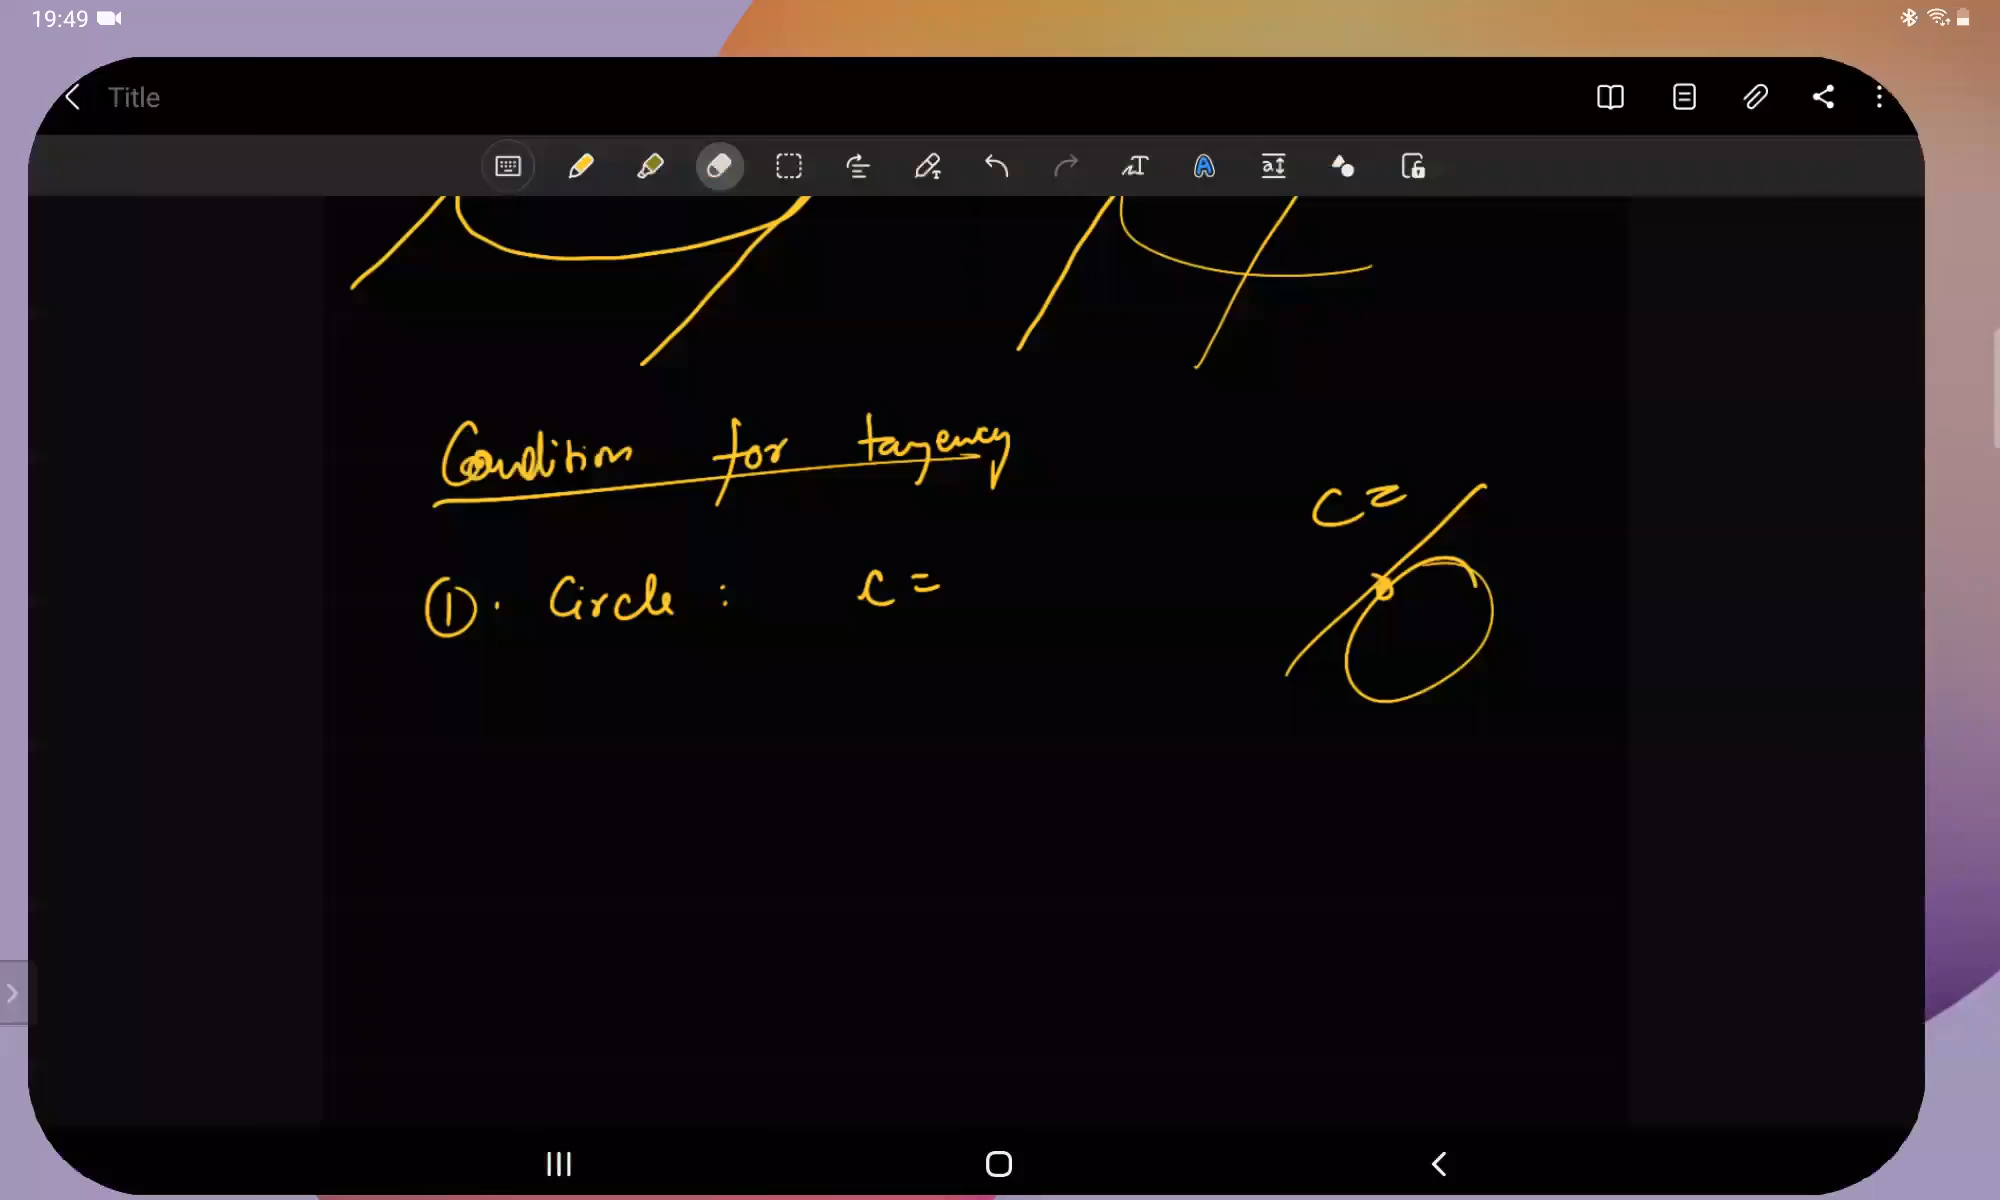 19:49
Title
Condition for tangency
C =
①. Circle : c =